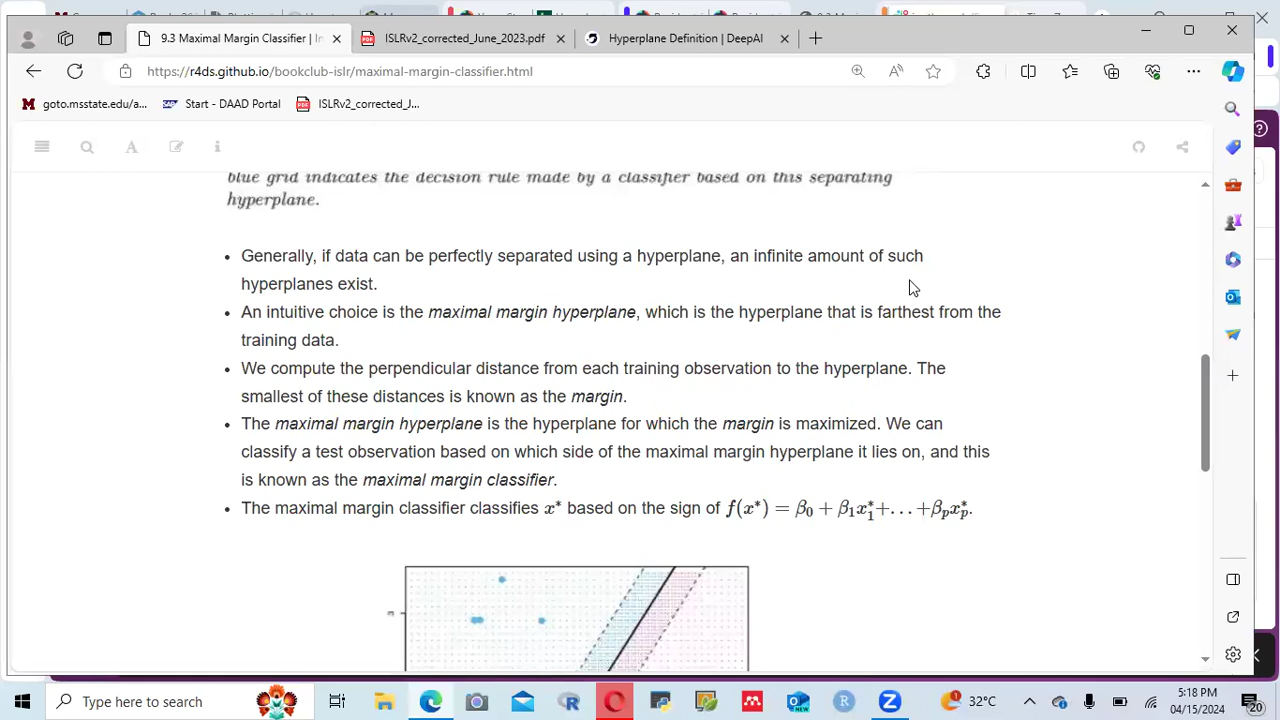 9.3 Maximal Margin Classifier | In
ISLRv2_corrected_June_2023.pdf
Hyperplane Definition | DeepAI
https://r4ds.github.io/bookclub-islr/maximal-margin-classifier.html
goto.msstate.edu/a...
Start - DAAD Portal
ISLRv2_corrected_J...
blue grid indicates the decision rule made by a classifier based on this separating
hyperplane.
• Generally, if data can be perfectly separated using a hyperplane, an infinite amount of such
hyperplanes exist.
• An intuitive choice is the maximal margin hyperplane, which is the hyperplane that is farthest from the
training data.
• We compute the perpendicular distance from each training observation to the hyperplane. The
smallest of these distances is known as the margin.
• The maximal margin hyperplane is the hyperplane for which the margin is maximized. We can
classify a test observation based on which side of the maximal margin hyperplane it lies on, and this
is known as the maximal margin classifier.
• The maximal margin classifier classifies x* based on the sign of f(x*) = β₀ + β₁x₁* + ... + βₚxₚ*.
Type here to search
32°C
5:18 PM
04/15/2024
20